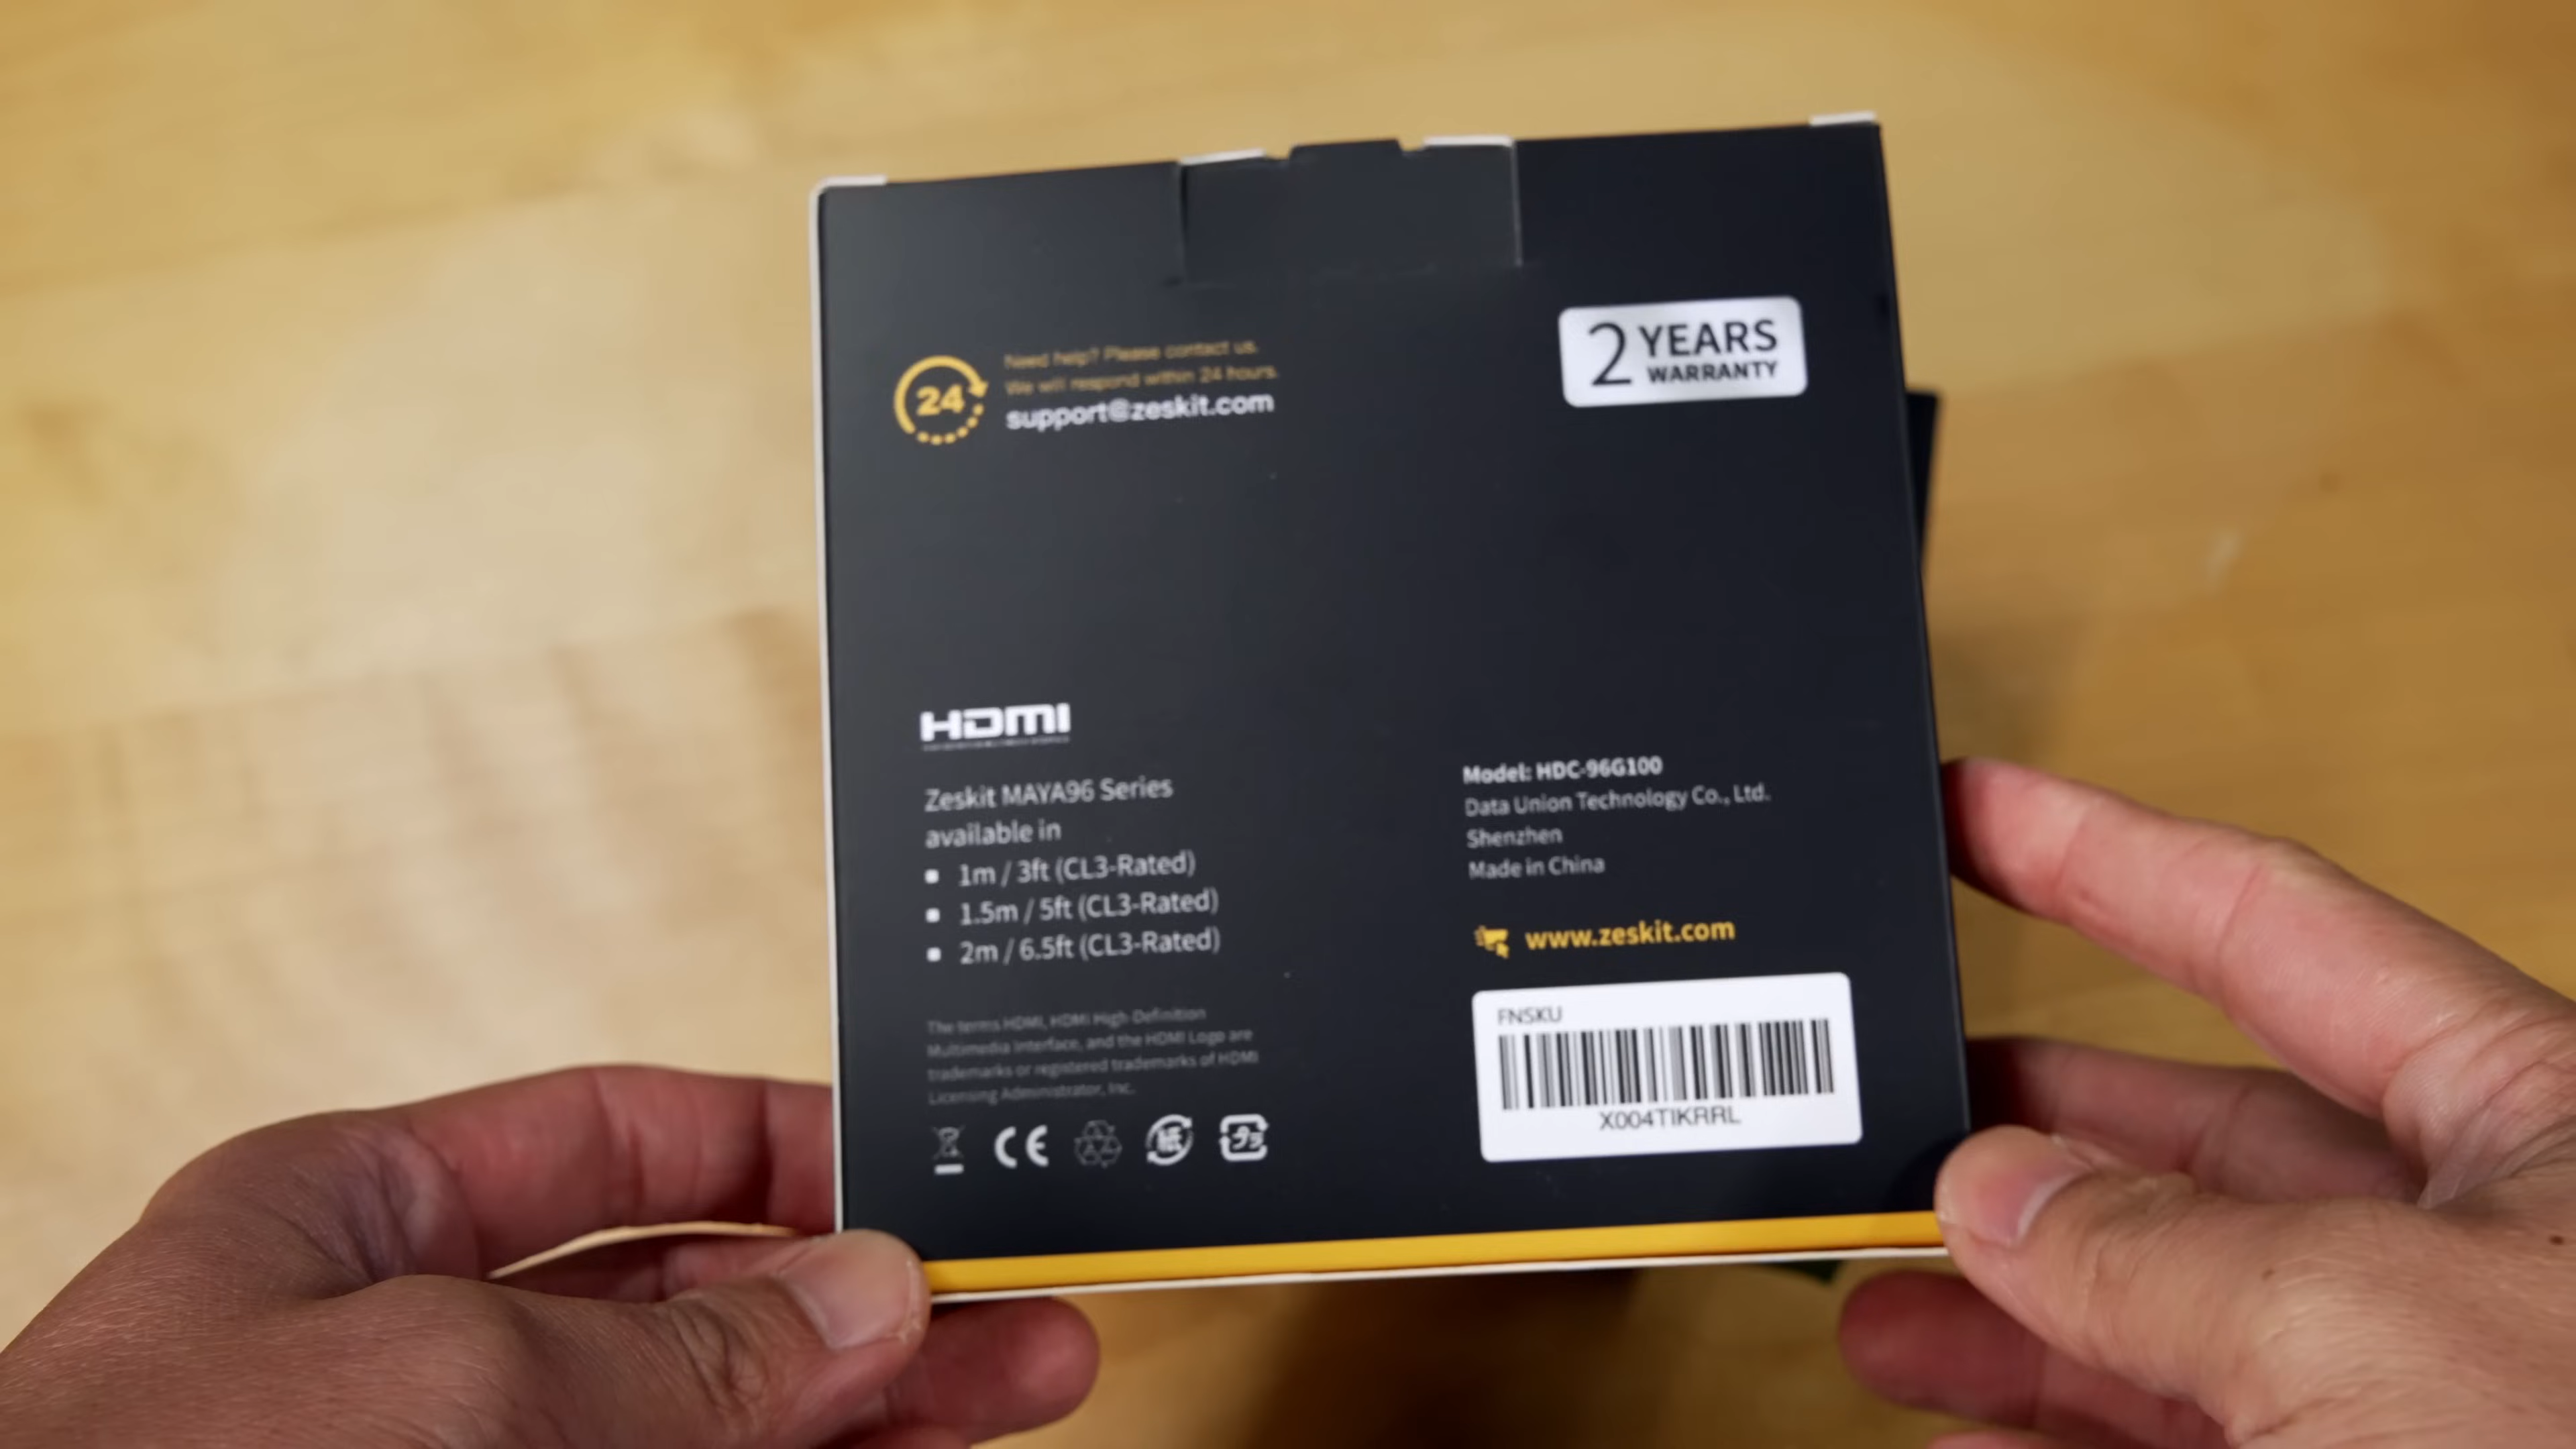 24
Need help? Please contact us.
We will respond within 24 hours.
support@zeskit.com
2 YEARS
WARRANTY
HDMI
Zeskit MAYA96 Series
available in
▪ 1m / 3ft (CL3-Rated)
▪ 1.5m / 5ft (CL3-Rated)
▪ 2m / 6.5ft (CL3-Rated)
The terms HDMI, HDMI High-Definition
Multimedia Interface, and the HDMI Logo are
trademarks or registered trademarks of HDMI
Licensing Administrator, Inc.
CE
紙
プラ
Model: HDC-96G100
Data Union Technology Co., Ltd.
Shenzhen
Made in China
www.zeskit.com
FNSKU
X004TIKRRL